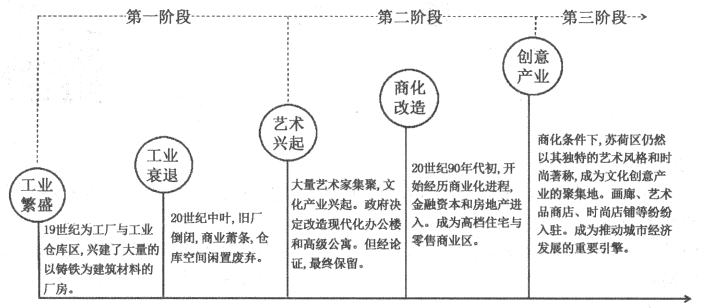 第一阶段
第二阶段
第三阶段
工业
繁盛
19世纪为工厂与工业
仓库区，兴建了大量的
以铸铁为建筑材料的
厂房。
工业
衰退
20世纪中叶，旧厂
倒闭，商业萧条，仓
库空间闲置废弃。
艺术
兴起
大量艺术家集聚，文
化产业兴起。政府决
定改造现代化办公楼
和高级公寓。但经论
证，最终保留。
商化
改造
20世纪90年代初，开
始经历商业化进程，
金融资本和房地产进
入。成为高档住宅与
零售商业区。
创意
产业
商化条件下，苏荷区仍然
以其独特的艺术风格和时
尚著称，成为文化创意产
业的聚集地。画廊、艺术
品商店、时尚店铺等纷纷
入驻。成为推动城市经济
发展的重要引擎。